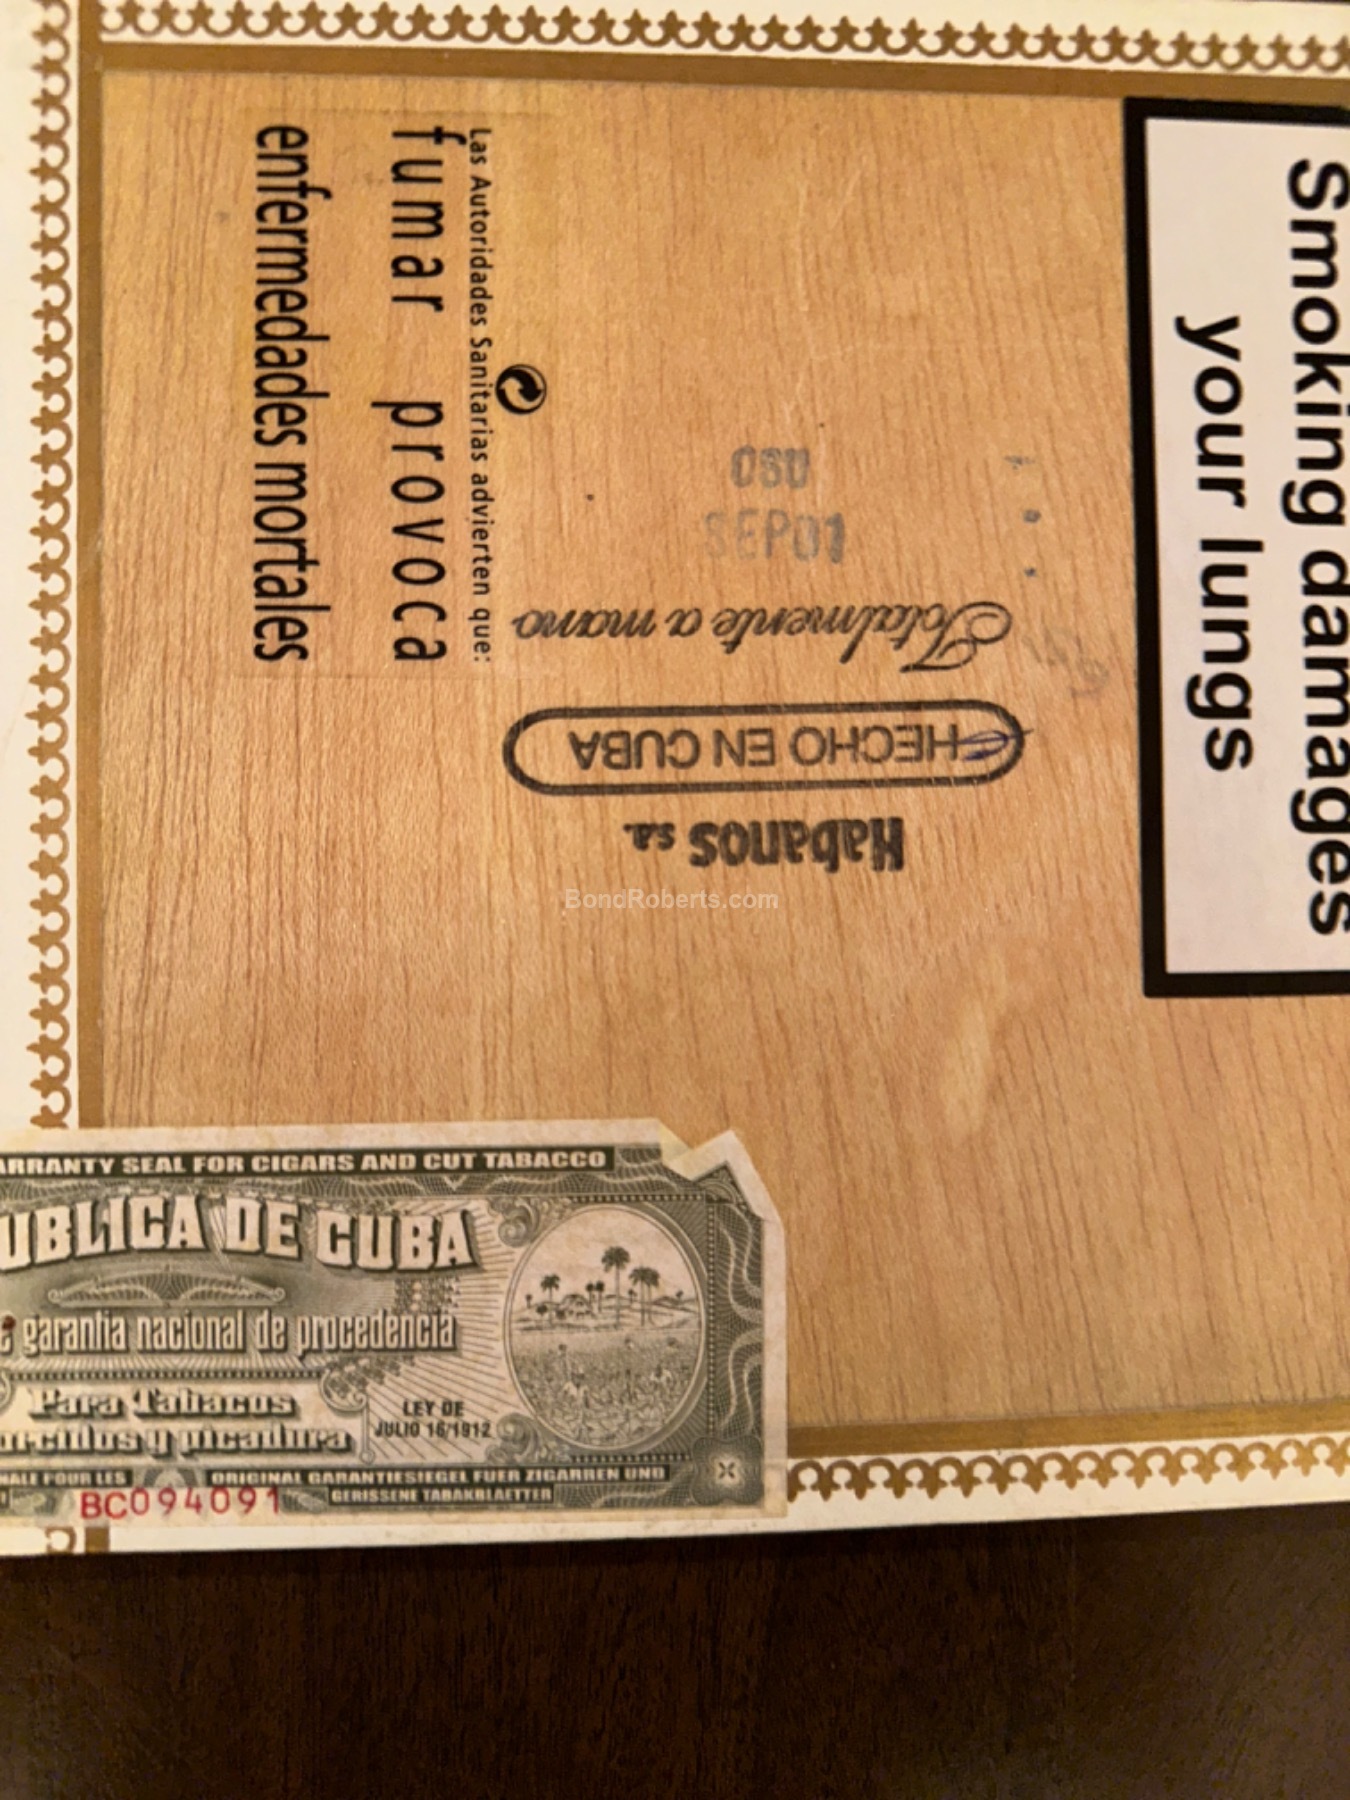 Smoking damages
your lungs
Las Autoridades Sanitarias advierten que:
fumar provoca
enfermedades mortales
OSU
SEP01
Habanos s.a.
HECHO EN CUBA
Totalmente a mano
BondRoberts.com
ARRANTY SEAL FOR CIGARS AND CUT TABACCO
UBLICA DE CUBA
garantia nacional de procedencia
Para Tabacos
orcidos y picadura
LEY DE
JULIO 16/1912
NALE POUR LES
ORIGINAL GARANTIESIEGEL FUER ZIGARREN UND
GERISSENE TABAKBLAETTER
BC094091